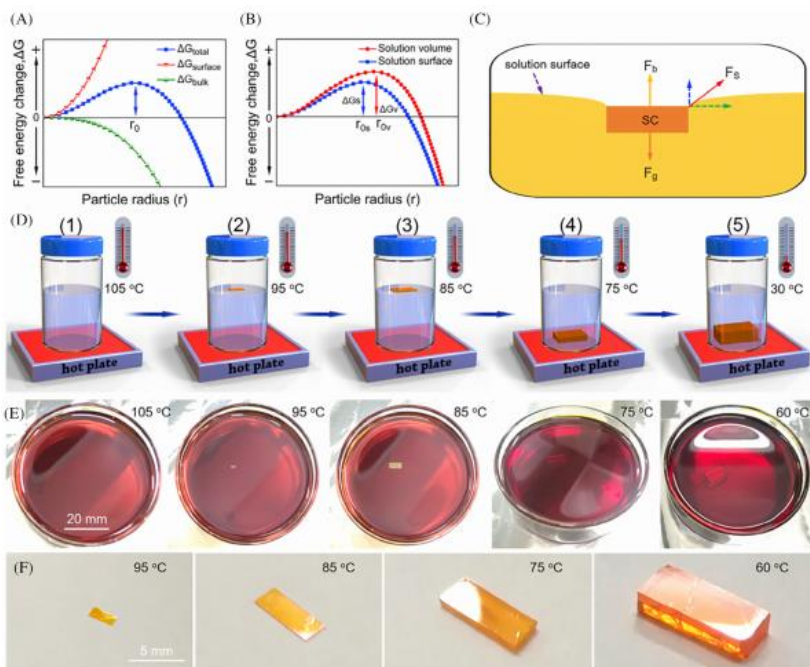 (A)
Free energy change,ΔG
+
0
−
ΔGtotal
ΔGsurface
ΔGbulk
r0
Particle radius (r)
(B)
Free energy change,ΔG
+
0
−
Solution volume
Solution surface
ΔGs
ΔGv
r0s r0v
Particle radius (r)
(C)
solution surface
Fb
FS
SC
Fg
(D)
(1)
105 °C
hot plate
(2)
95 °C
hot plate
(3)
85 °C
hot plate
(4)
75 °C
hot plate
(5)
30 °C
hot plate
(E)
105 °C
20 mm
95 °C
85 °C
75 °C
60 °C
(F)
95 °C
5 mm
85 °C
75 °C
60 °C